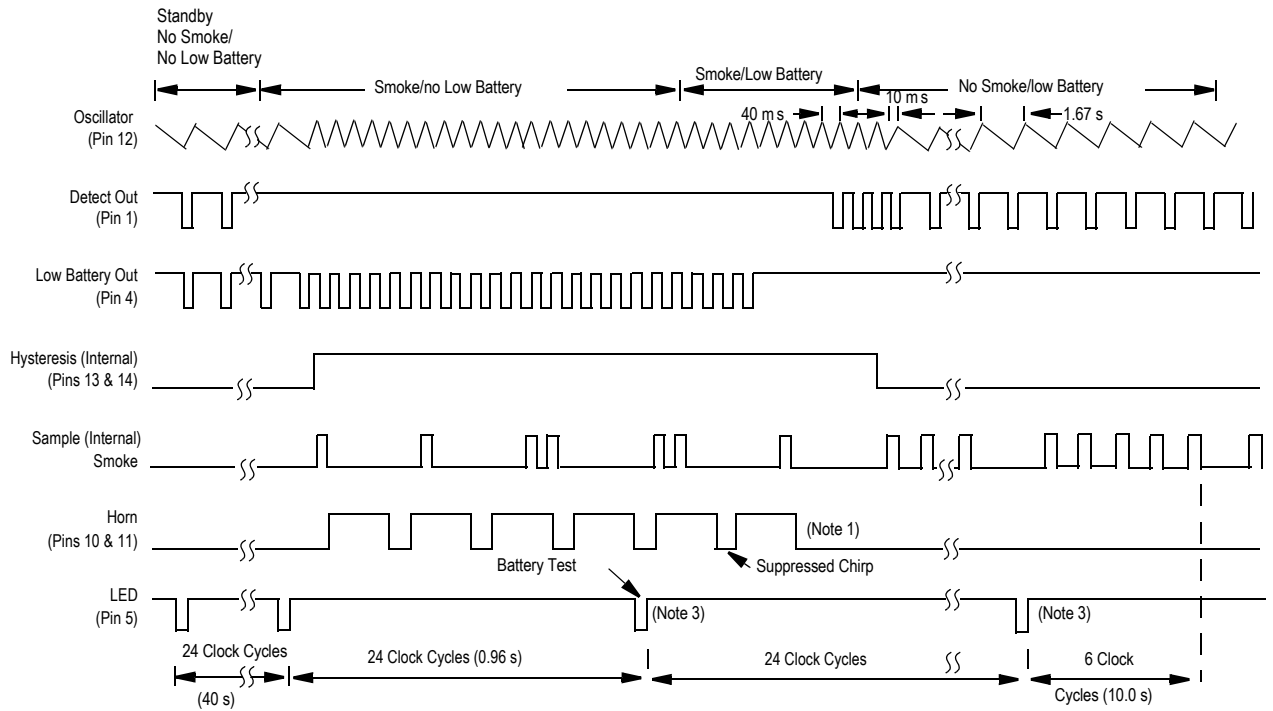 Standby
No Smoke/
No Low Battery
Smoke/no Low Battery
Smoke/Low Battery
No Smoke/low Battery
40 ms
10 ms
1.67 s
Oscillator
(Pin 12)
Detect Out
(Pin 1)
Low Battery Out
(Pin 4)
Hysteresis (Internal)
(Pins 13 & 14)
Sample (Internal)
Smoke
Horn
(Pins 10 & 11)
(Note 1)
Battery Test
Suppressed Chirp
LED
(Pin 5)
(Note 3)
(Note 3)
24 Clock Cycles
(40 s)
24 Clock Cycles (0.96 s)
24 Clock Cycles
6 Clock
Cycles (10.0 s)